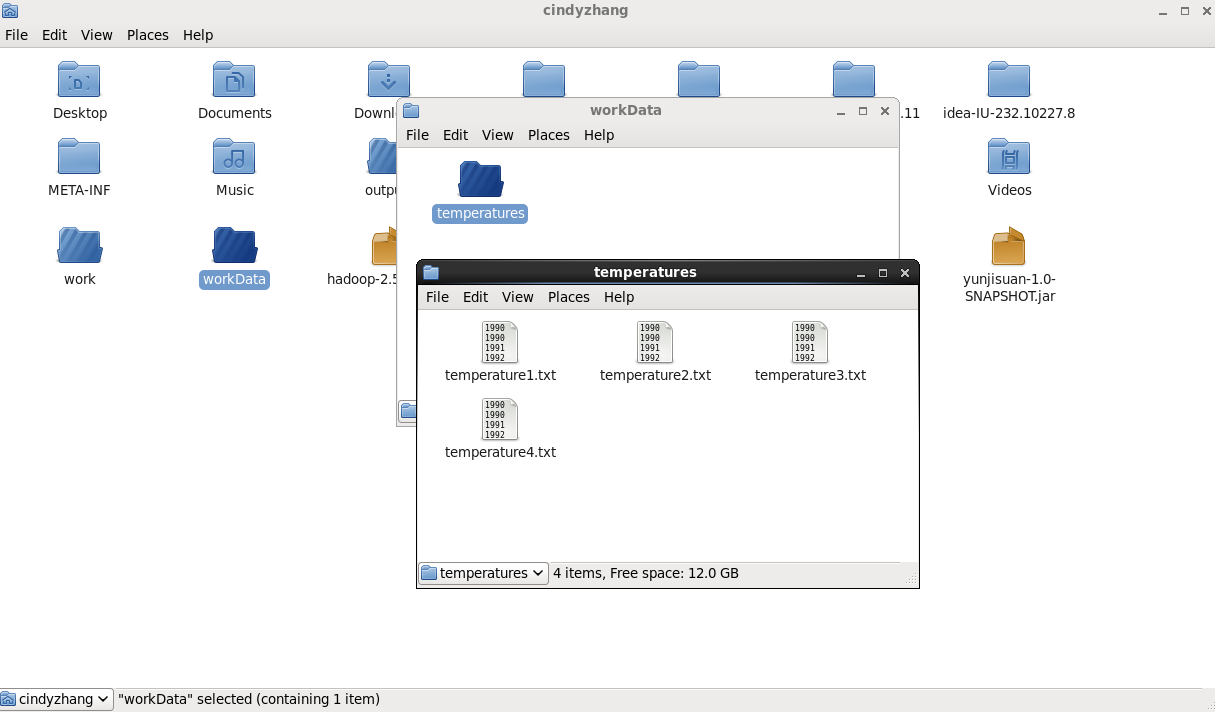 cindyzhang
File Edit View Places Help
Desktop
Documents
.11
idea-IU-232.10227.8
META-INF
Music
Videos
work
workData
hadoop-2.5
yunjisuan-1.0-
SNAPSHOT.jar
workData
File Edit View Places Help
temperatures
temperatures
File Edit View Places Help
1990
1990
1991
1992
temperature1.txt
1990
1990
1991
1992
temperature2.txt
1990
1990
1991
1992
temperature3.txt
1990
1990
1991
1992
temperature4.txt
temperatures 4 items, Free space: 12.0 GB
cindyzhang "workData" selected (containing 1 item)